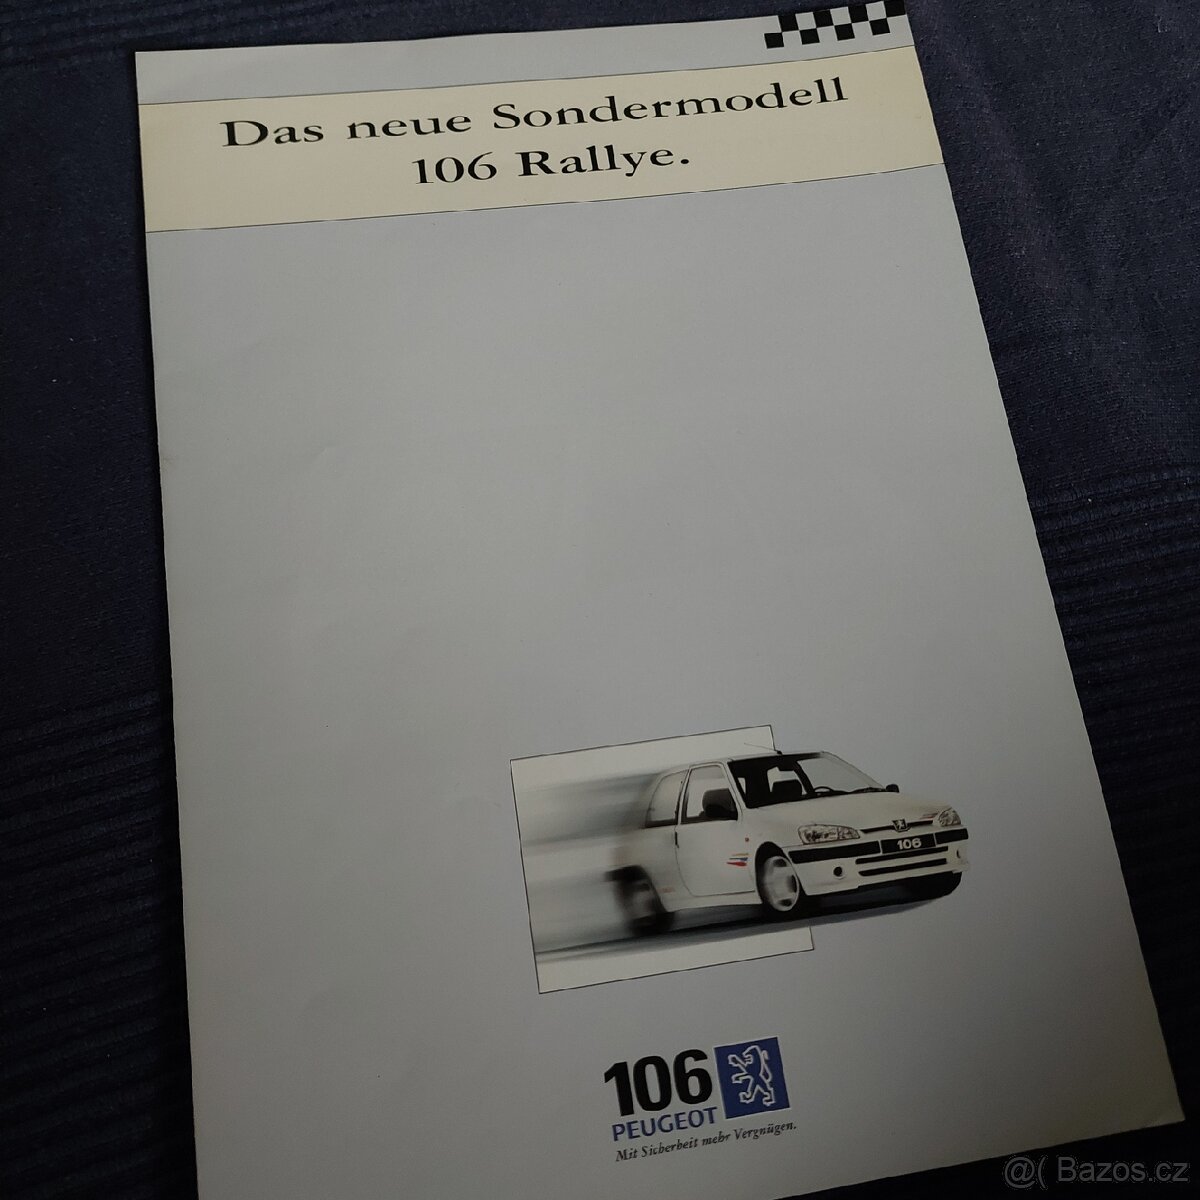 Das neue Sondermodell
106 Rallye.
106
106
PEUGEOT
Mit Sicherheit mehr Vergnügen.
@( Bazos.cz